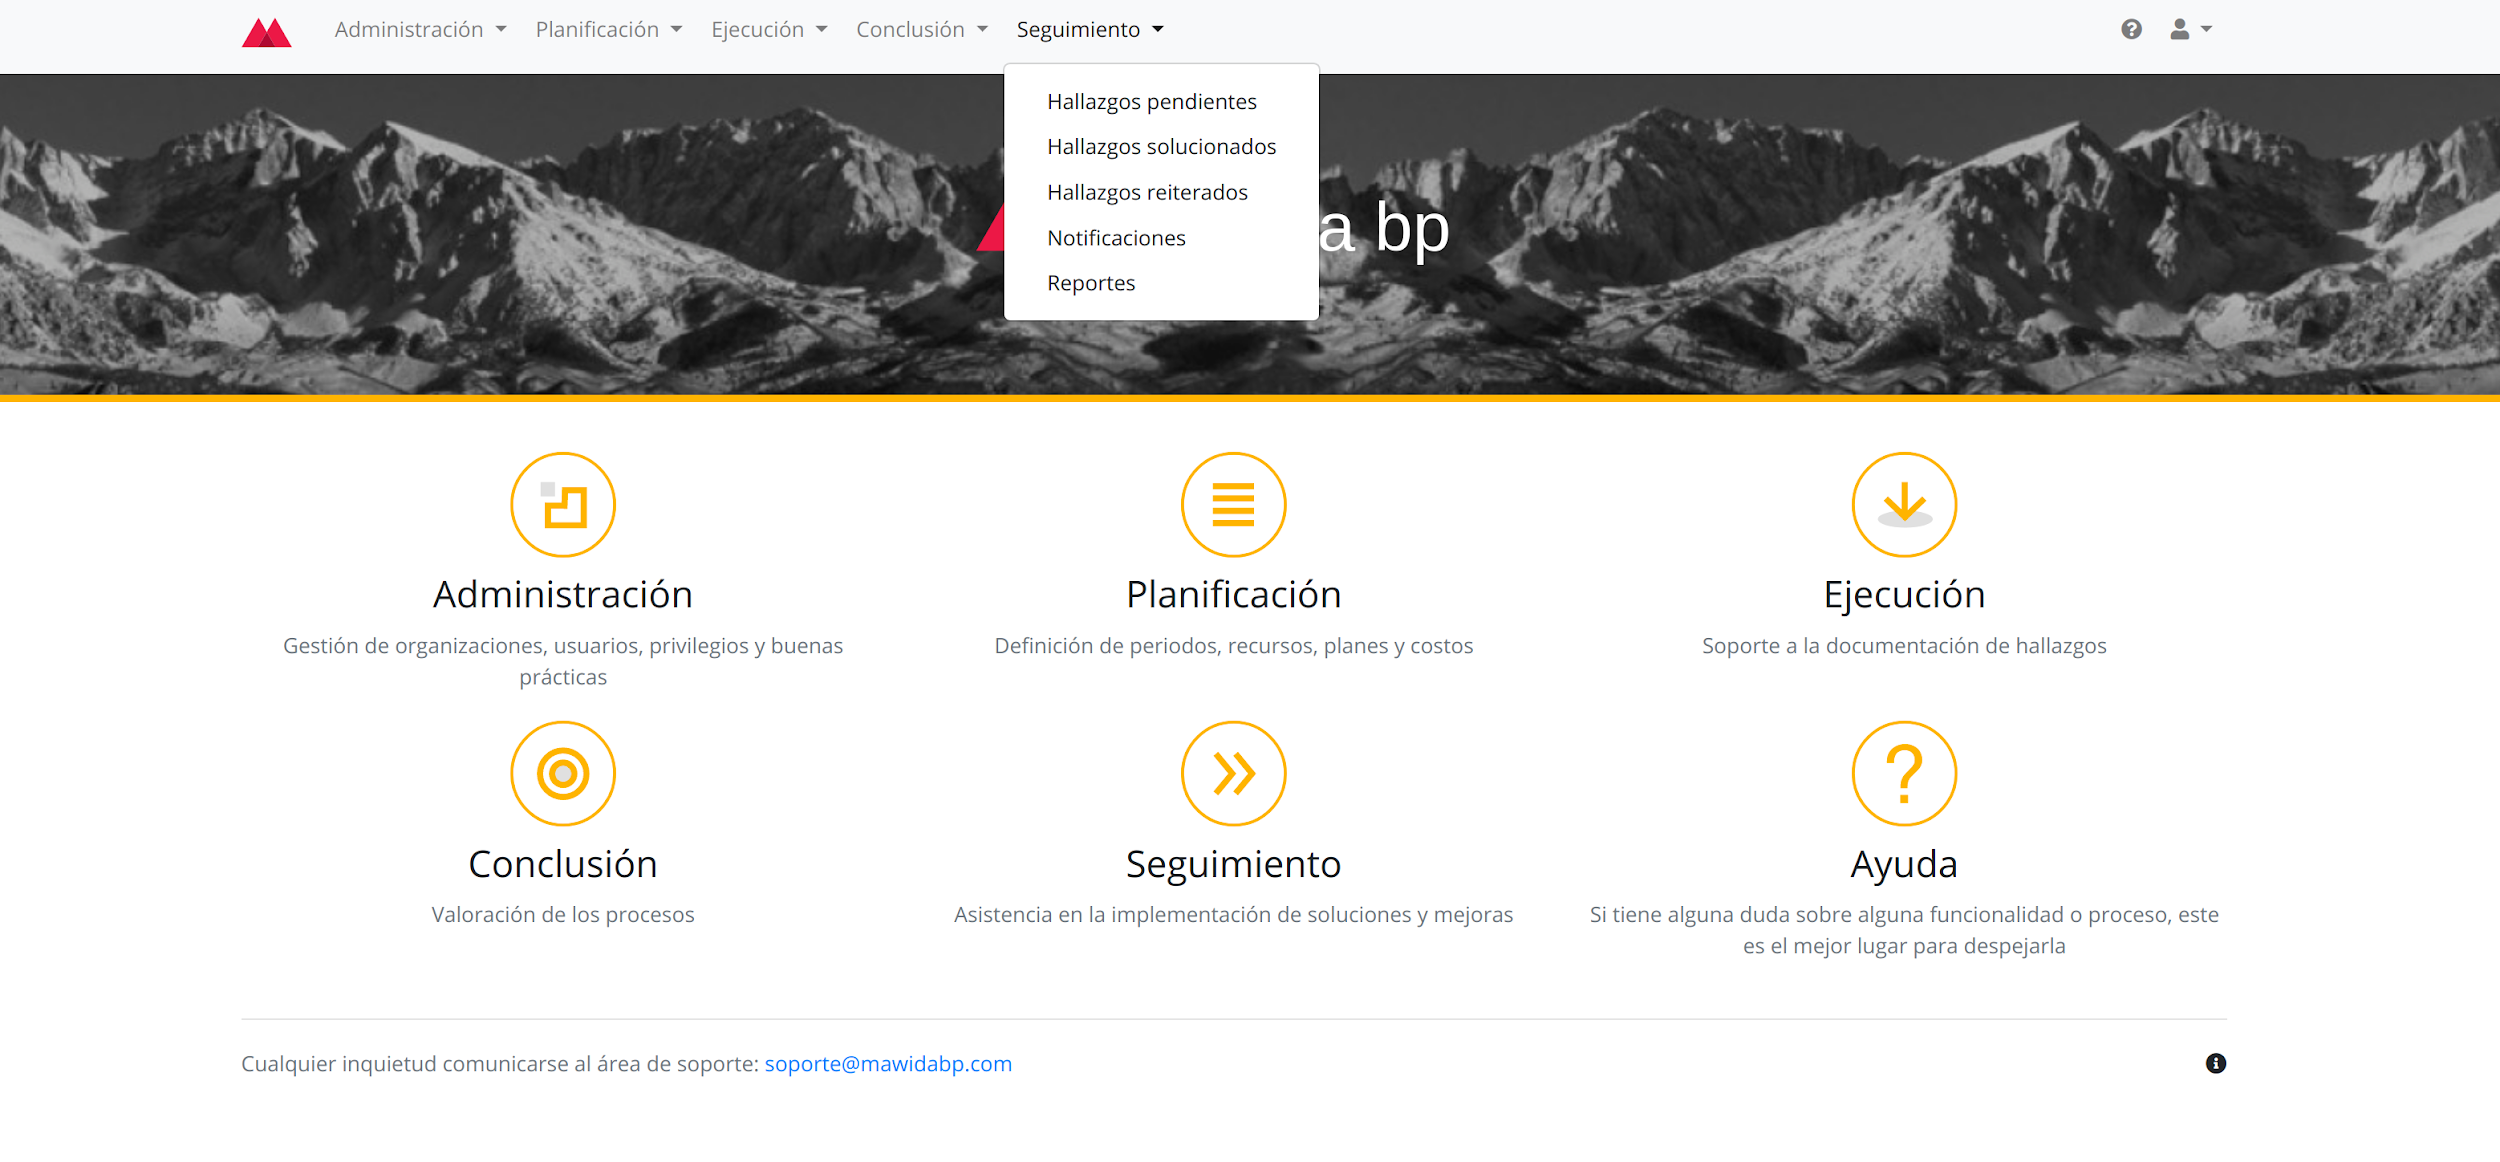 Administración Planificación Ejecución Conclusión Seguimiento
Hallazgos pendientes
Hallazgos solucionados
Hallazgos reiterados
Notificaciones
Reportes
a bp
Administración
Gestión de organizaciones, usuarios, privilegios y buenas
prácticas
Planificación
Definición de periodos, recursos, planes y costos
Ejecución
Soporte a la documentación de hallazgos
Conclusión
Valoración de los procesos
Seguimiento
Asistencia en la implementación de soluciones y mejoras
Ayuda
Si tiene alguna duda sobre alguna funcionalidad o proceso, este
es el mejor lugar para despejarla
Cualquier inquietud comunicarse al área de soporte: soporte@mawidabp.com